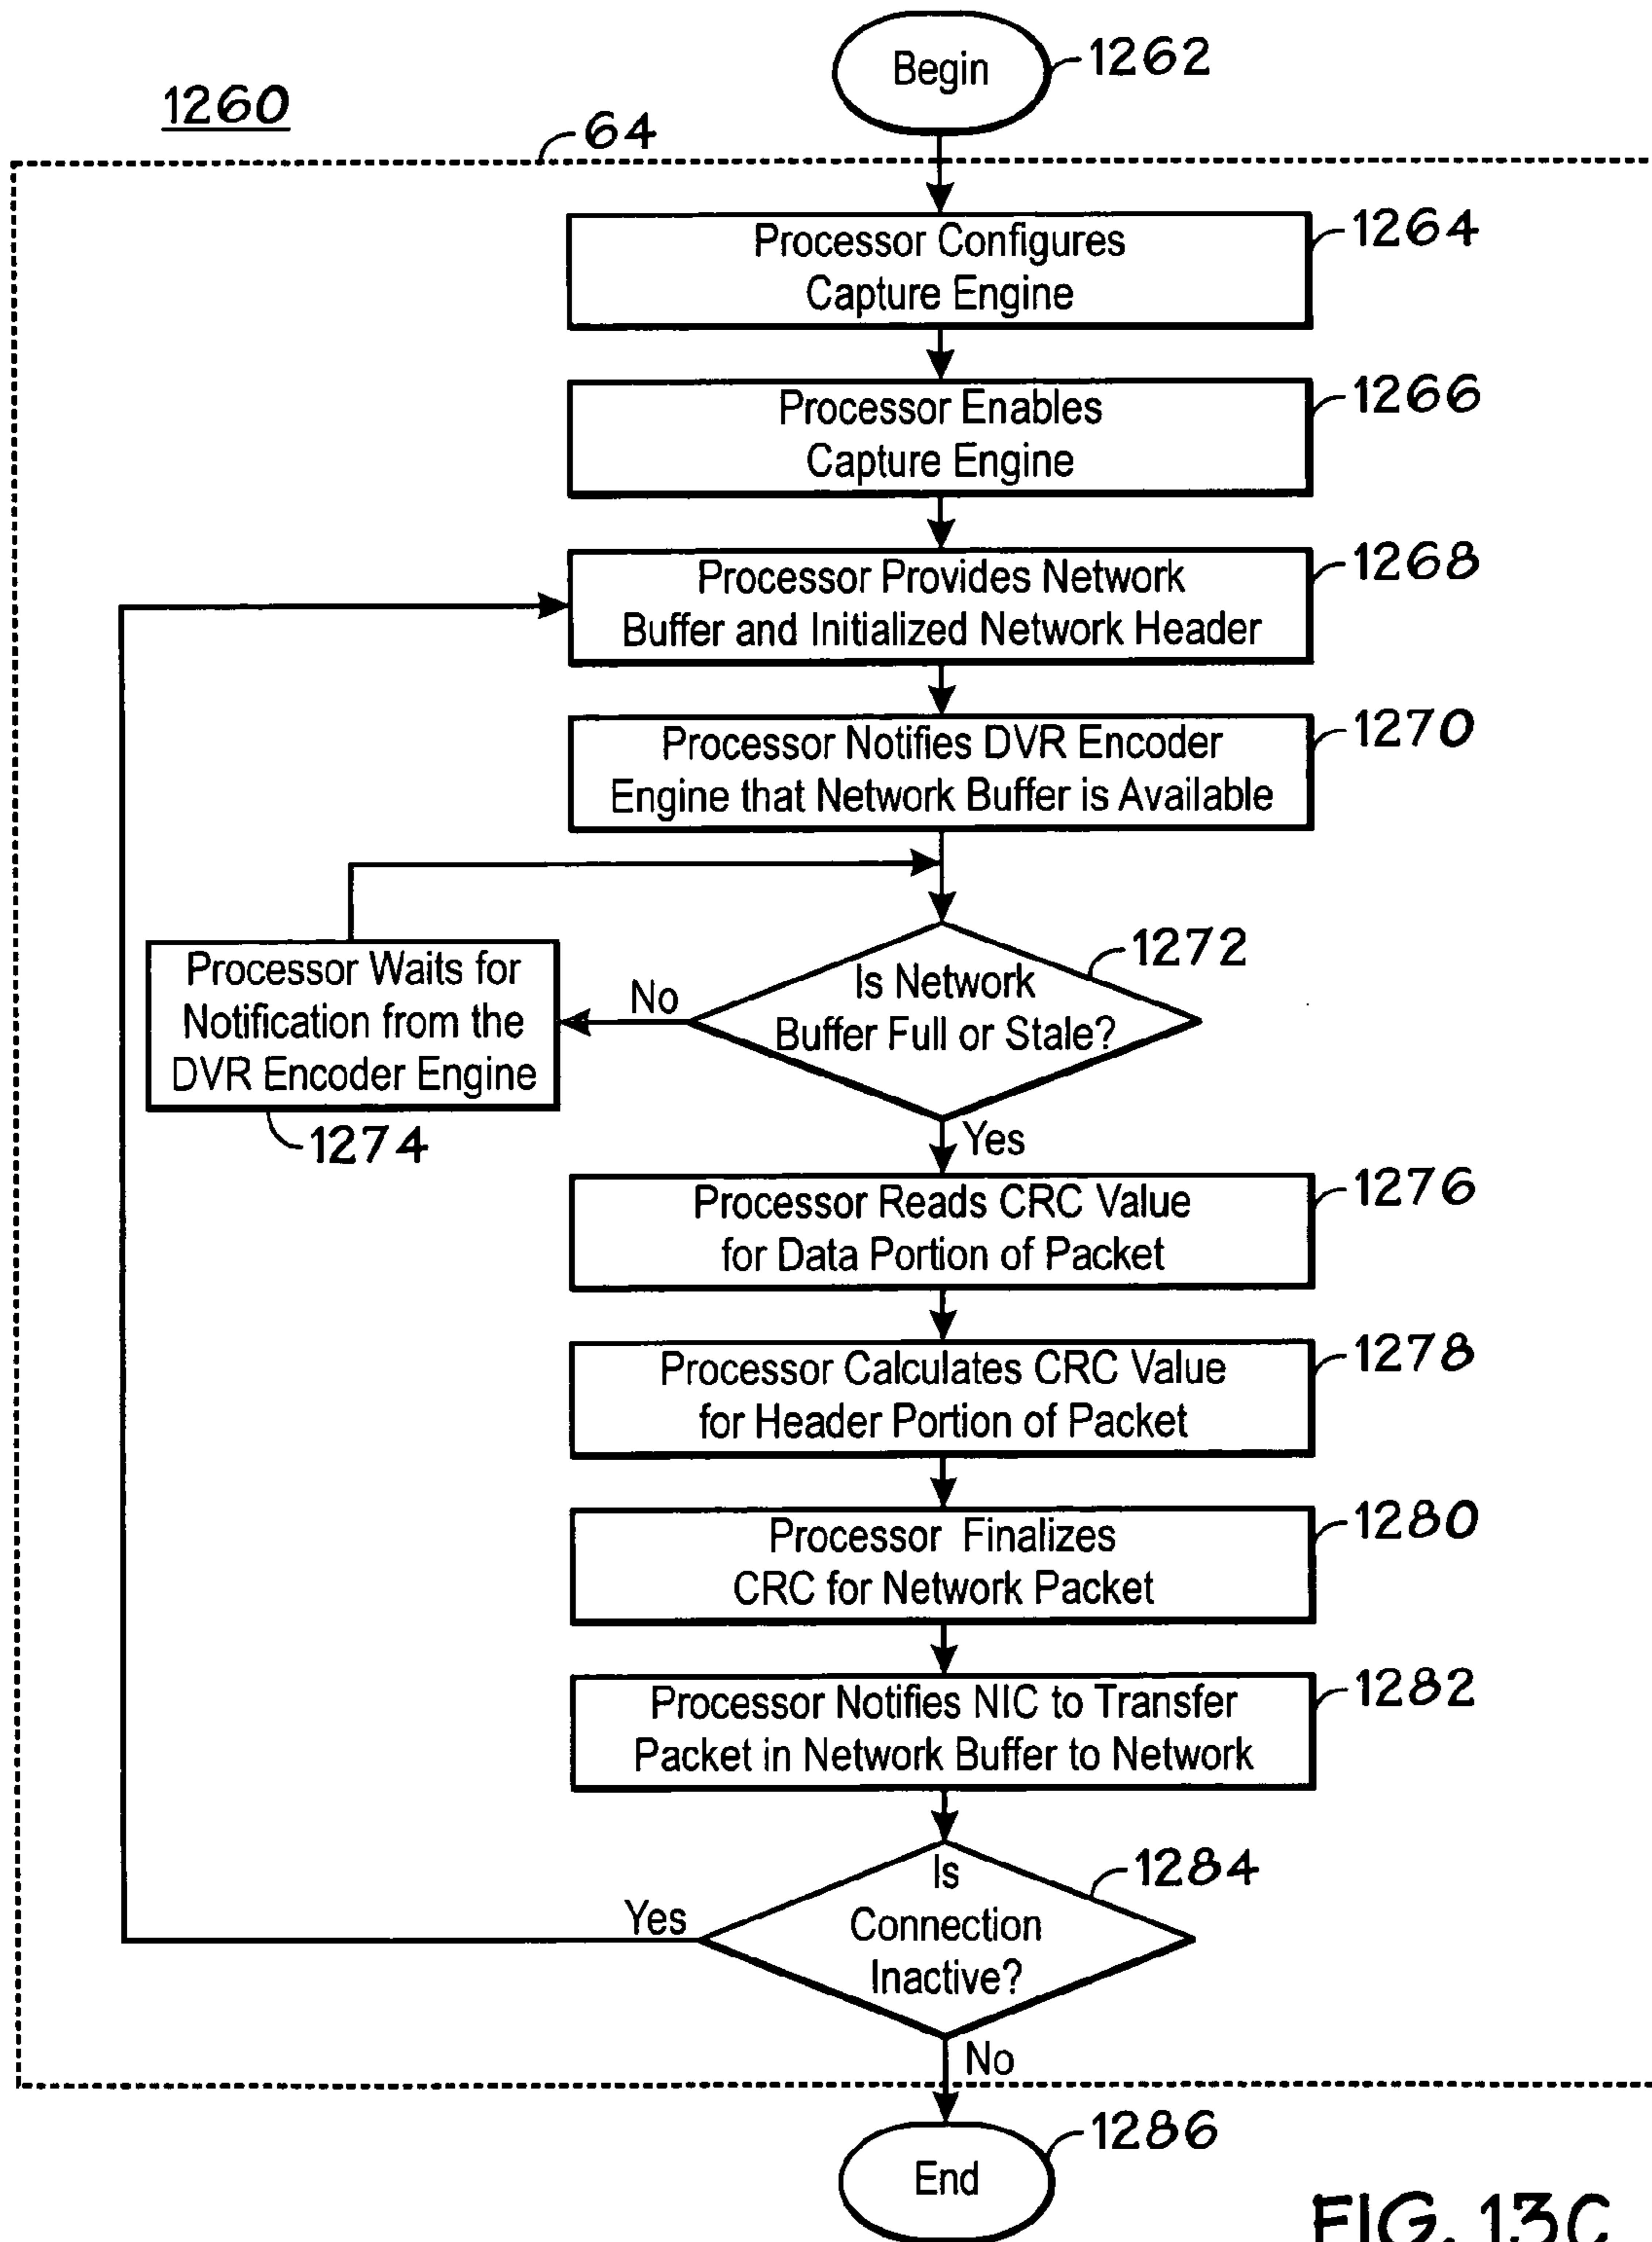 Begin
1262
1260
64
Processor Configures
Capture Engine
1264
Processor Enables
Capture Engine
1266
Processor Provides Network
Buffer and Initialized Network Header
1268
Processor Notifies DVR Encoder
Engine that Network Buffer is Available
1270
Is Network
Buffer Full or Stale?
1272
No
Processor Waits for
Notification from the
DVR Encoder Engine
1274
Yes
Processor Reads CRC Value
for Data Portion of Packet
1276
Processor Calculates CRC Value
for Header Portion of Packet
1278
Processor Finalizes
CRC for Network Packet
1280
Processor Notifies NIC to Transfer
Packet in Network Buffer to Network
1282
Is
Connection
Inactive?
1284
Yes
No
End
1286
FIG. 13C